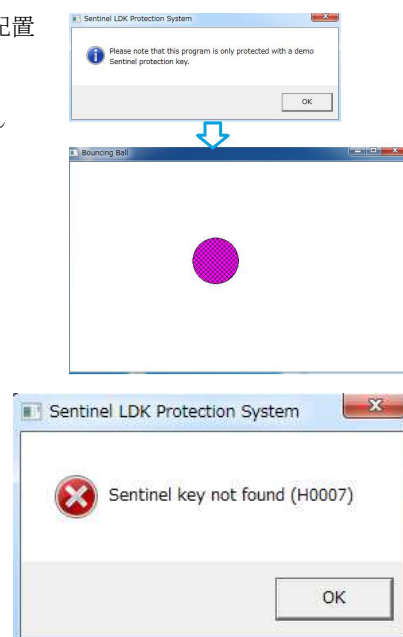 配置
Sentinel LDK Protection System
Please note that this program is only protected with a demo
Sentinel protection key.
OK
Bouncing Ball
Sentinel LDK Protection System
Sentinel key not found (H0007)
OK